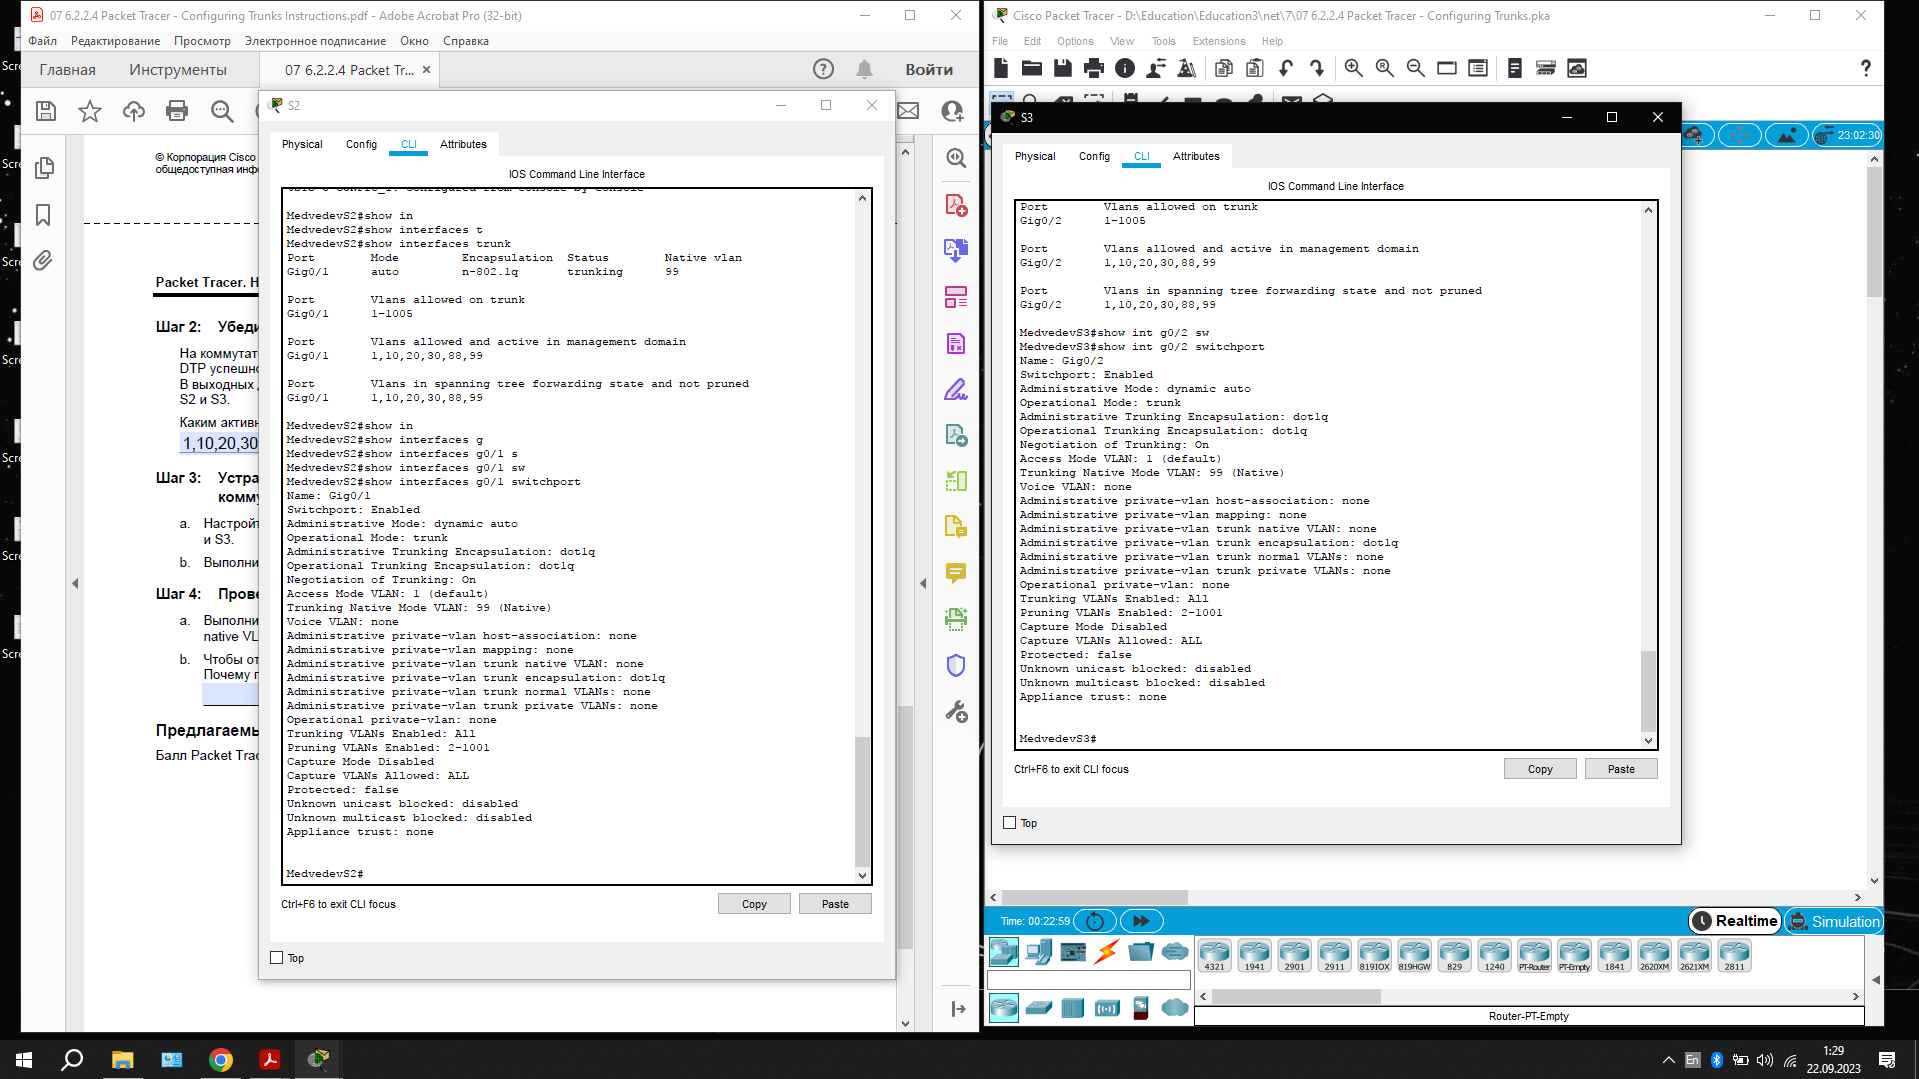 07 6.2.2.4 Packet Tracer - Configuring Trunks Instructions.pdf - Adobe Acrobat Pro (32-bit)
Файл Редактирование Просмотр Электронное подписание Окно Справка
Главная Инструменты 07 6.2.2.4 Packet Tr... × Войти
© Корпорация Cisco
общедоступная инф
Packet Tracer. Н
Шаг 2: Убеди
На коммутат
DTP успешно
В выходных
S2 и S3.
Каким активн
1,10,20,30
Шаг 3: Устра
комму
a. Настройт
и S3.
b. Выполни
Шаг 4: Прове
a. Выполни
native VL
b. Чтобы от
Почему п
Предлагаемы
Балл Packet Trac
S2
Physical Config CLI Attributes
IOS Command Line Interface
MedvedevS2#show in
MedvedevS2#show interfaces t
MedvedevS2#show interfaces trunk
Port Mode Encapsulation Status Native vlan
Gig0/1 auto n-802.1q trunking 99
Port Vlans allowed on trunk
Gig0/1 1-1005
Port Vlans allowed and active in management domain
Gig0/1 1,10,20,30,88,99
Port Vlans in spanning tree forwarding state and not pruned
Gig0/1 1,10,20,30,88,99
MedvedevS2#show in
MedvedevS2#show interfaces g
MedvedevS2#show interfaces g0/1 s
MedvedevS2#show interfaces g0/1 sw
MedvedevS2#show interfaces g0/1 switchport
Name: Gig0/1
Switchport: Enabled
Administrative Mode: dynamic auto
Operational Mode: trunk
Administrative Trunking Encapsulation: dot1q
Operational Trunking Encapsulation: dot1q
Negotiation of Trunking: On
Access Mode VLAN: 1 (default)
Trunking Native Mode VLAN: 99 (Native)
Voice VLAN: none
Administrative private-vlan host-association: none
Administrative private-vlan mapping: none
Administrative private-vlan trunk native VLAN: none
Administrative private-vlan trunk encapsulation: dot1q
Administrative private-vlan trunk normal VLANs: none
Administrative private-vlan trunk private VLANs: none
Operational private-vlan: none
Trunking VLANs Enabled: All
Pruning VLANs Enabled: 2-1001
Capture Mode Disabled
Capture VLANs Allowed: ALL
Protected: false
Unknown unicast blocked: disabled
Unknown multicast blocked: disabled
Appliance trust: none
MedvedevS2#
Ctrl+F6 to exit CLI focus Copy Paste
Top
Cisco Packet Tracer - D:\Education\Education3\net\7\07 6.2.2.4 Packet Tracer - Configuring Trunks.pka
File Edit Options View Tools Extensions Help
23:02:30
S3
Physical Config CLI Attributes
IOS Command Line Interface
Port Vlans allowed on trunk
Gig0/2 1-1005
Port Vlans allowed and active in management domain
Gig0/2 1,10,20,30,88,99
Port Vlans in spanning tree forwarding state and not pruned
Gig0/2 1,10,20,30,88,99
MedvedevS3#show int g0/2 sw
MedvedevS3#show int g0/2 switchport
Name: Gig0/2
Switchport: Enabled
Administrative Mode: dynamic auto
Operational Mode: trunk
Administrative Trunking Encapsulation: dot1q
Operational Trunking Encapsulation: dot1q
Negotiation of Trunking: On
Access Mode VLAN: 1 (default)
Trunking Native Mode VLAN: 99 (Native)
Voice VLAN: none
Administrative private-vlan host-association: none
Administrative private-vlan mapping: none
Administrative private-vlan trunk native VLAN: none
Administrative private-vlan trunk encapsulation: dot1q
Administrative private-vlan trunk normal VLANs: none
Administrative private-vlan trunk private VLANs: none
Operational private-vlan: none
Trunking VLANs Enabled: All
Pruning VLANs Enabled: 2-1001
Capture Mode Disabled
Capture VLANs Allowed: ALL
Protected: false
Unknown unicast blocked: disabled
Unknown multicast blocked: disabled
Appliance trust: none
MedvedevS3#
Ctrl+F6 to exit CLI focus Copy Paste
Top
Time: 00:22:59 Realtime Simulation
4321 1941 2901 2911 819IOX 819HGW 829 1240 PT-Router PT-Empty 1841 2620XM 2621XM 2811
Router-PT-Empty
En
1:29
22.09.2023